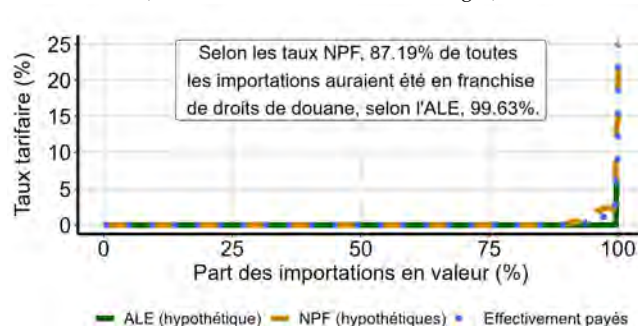 25
Selon les taux NPF, 87.19% de toutes
les importations auraient été en franchise
de droits de douane, selon l'ALE, 99.63%.
20
15
10
5
0
Taux tarifaire (%)
0 25 50 75 100
Part des importations en valeur (%)
ALE (hypothétique) NPF (hypothétiques) Effectivement payés